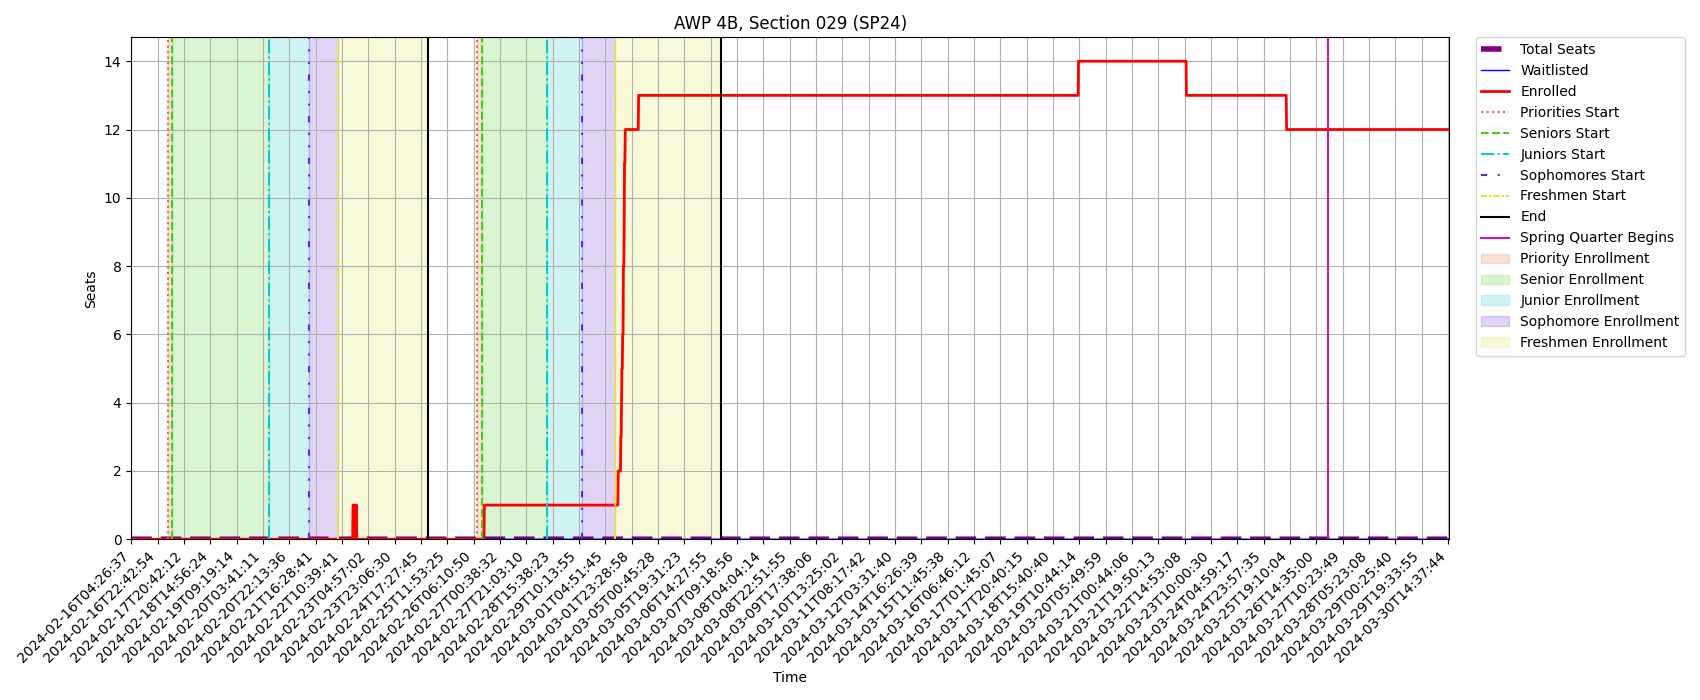 AWP 4B, Section 029 (SP24)
Seats
14
12
10
8
6
4
2
0
2024-02-16T04:26:37
2024-02-16T22:42:54
2024-02-17T20:42:12
2024-02-18T14:56:24
2024-02-19T09:19:14
2024-02-20T03:41:11
2024-02-20T22:13:36
2024-02-21T16:28:41
2024-02-22T10:39:41
2024-02-23T04:57:02
2024-02-23T23:06:30
2024-02-24T17:27:45
2024-02-25T11:53:25
2024-02-26T06:10:50
2024-02-27T00:38:32
2024-02-27T21:03:10
2024-02-28T15:38:23
2024-02-29T10:13:55
2024-03-01T04:51:45
2024-03-01T23:28:58
2024-03-05T00:45:28
2024-03-05T19:31:23
2024-03-06T14:27:55
2024-03-07T09:18:56
2024-03-08T04:04:14
2024-03-08T22:51:55
2024-03-09T17:38:06
2024-03-10T13:25:02
2024-03-11T08:17:42
2024-03-12T03:31:40
2024-03-14T16:26:39
2024-03-15T11:45:38
2024-03-16T06:46:12
2024-03-17T01:45:07
2024-03-17T20:40:15
2024-03-18T15:40:40
2024-03-19T10:44:14
2024-03-20T05:49:59
2024-03-21T00:44:06
2024-03-21T19:50:13
2024-03-22T14:53:08
2024-03-23T10:00:30
2024-03-24T04:59:17
2024-03-24T23:57:35
2024-03-25T19:10:04
2024-03-26T14:35:00
2024-03-27T10:23:49
2024-03-28T05:23:08
2024-03-29T00:25:40
2024-03-29T19:33:55
2024-03-30T14:37:44
Time
Total Seats
Waitlisted
Enrolled
Priorities Start
Seniors Start
Juniors Start
Sophomores Start
Freshmen Start
End
Spring Quarter Begins
Priority Enrollment
Senior Enrollment
Junior Enrollment
Sophomore Enrollment
Freshmen Enrollment